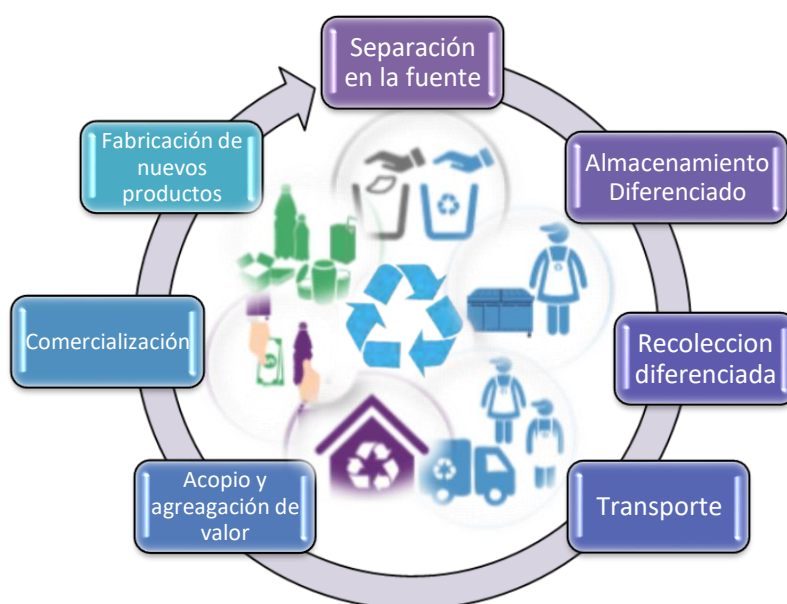 Separación
en la fuente
Almacenamiento
Diferenciado
Recoleccion
diferenciada
Transporte
Acopio y
agreagación de
valor
Comercialización
Fabricación de
nuevos
productos